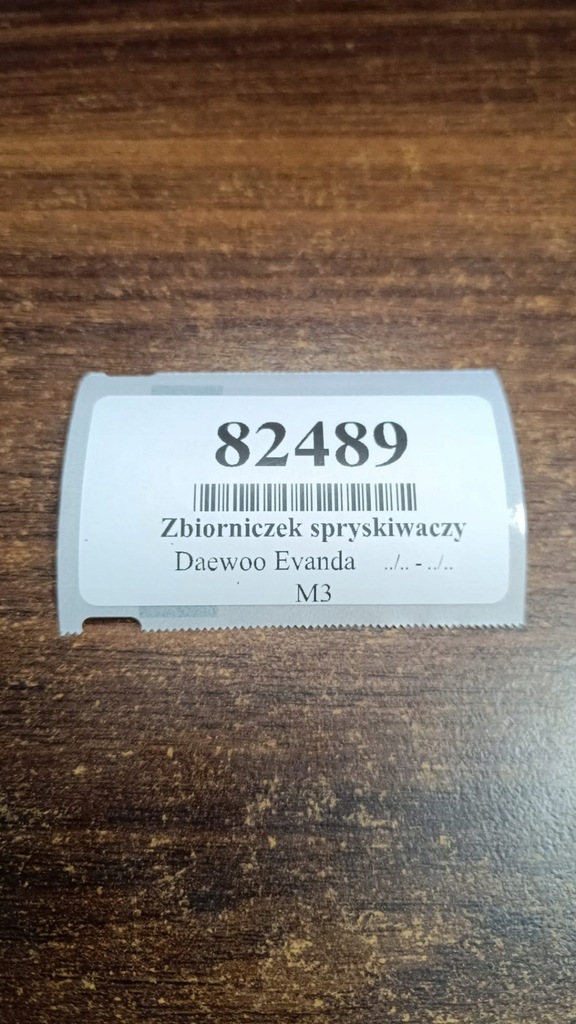 82489
Zbiorniczek spryskiwaczy
Daewoo Evanda ../.. - ../..
M3